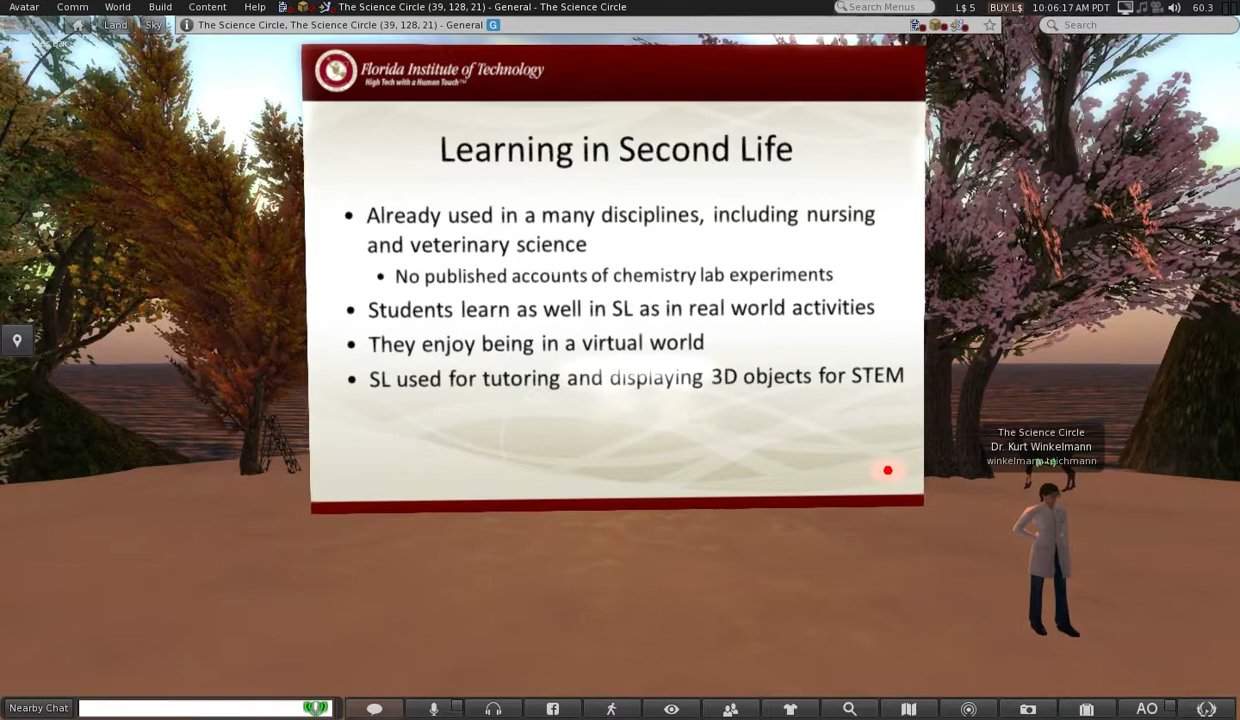 Avatar Comm World Build Content Help The Science Circle (39, 128, 21) - General - The Science Circle Search Menus L$ 5 BUY L$ 10:06:17 AM PDT 60.3
Land Sky The Science Circle, The Science Circle (39, 128, 21) - General G Search
Florida Institute of Technology
High Tech with a Human Touch™
Learning in Second Life
• Already used in a many disciplines, including nursing
and veterinary science
• No published accounts of chemistry lab experiments
• Students learn as well in SL as in real world activities
• They enjoy being in a virtual world
• SL used for tutoring and displaying 3D objects for STEM
The Science Circle
Dr. Kurt Winkelmann
Nearby Chat AO